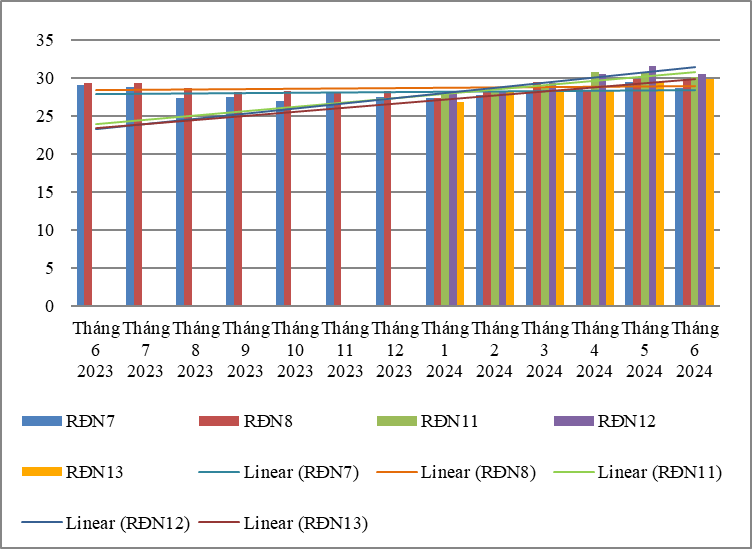 35
30
25
20
15
10
5
0
Tháng Tháng Tháng Tháng Tháng Tháng Tháng Tháng Tháng Tháng Tháng Tháng Tháng
6 7 8 9 10 11 12 1 2 3 4 5 6
2023 2023 2023 2023 2023 2023 2023 2024 2024 2024 2024 2024 2024
RĐN7 RĐN8 RĐN11 RĐN12
RĐN13 Linear (RĐN7) Linear (RĐN8) Linear (RĐN11)
Linear (RĐN12) Linear (RĐN13)